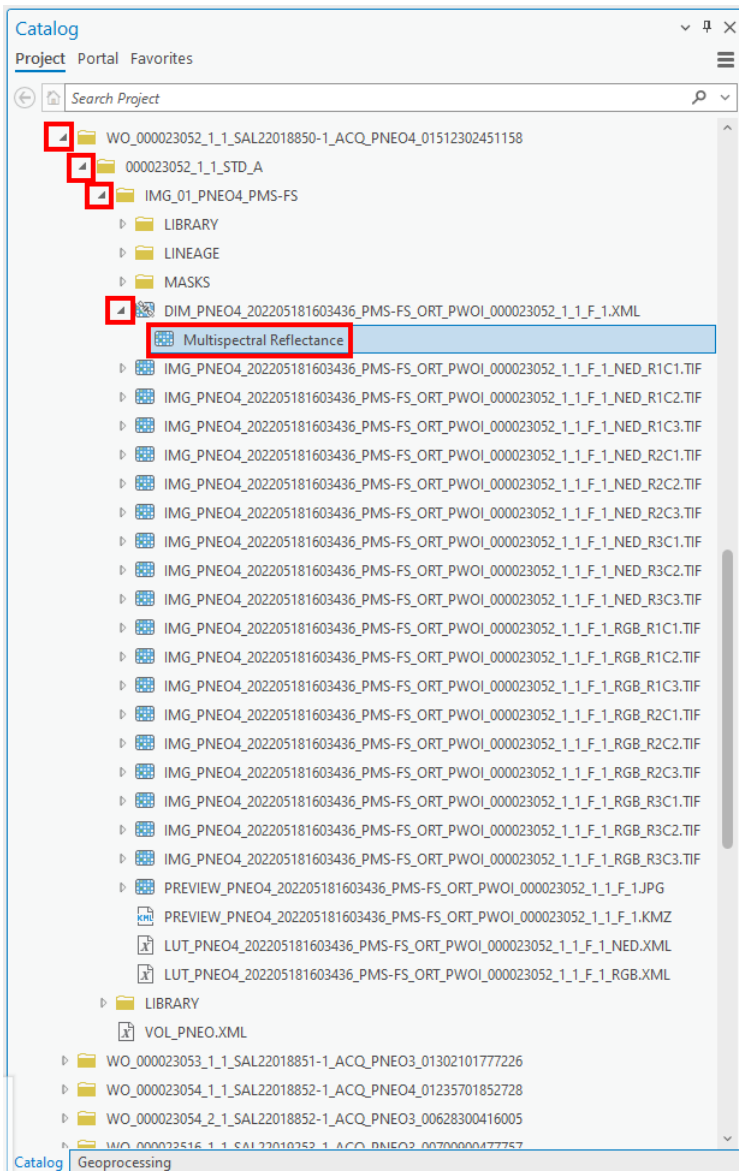 Catalog
Project Portal Favorites
Search Project
WO_000023052_1_1_SAL22018850-1_ACQ_PNEO4_01512302451158
000023052_1_1_STD_A
IMG_01_PNEO4_PMS-FS
LIBRARY
LINEAGE
MASKS
DIM_PNEO4_202205181603436_PMS-FS_ORT_PWOI_000023052_1_1_F_1.XML
Multispectral Reflectance
IMG_PNEO4_202205181603436_PMS-FS_ORT_PWOI_000023052_1_1_F_1_NED_R1C1.TIF
IMG_PNEO4_202205181603436_PMS-FS_ORT_PWOI_000023052_1_1_F_1_NED_R1C2.TIF
IMG_PNEO4_202205181603436_PMS-FS_ORT_PWOI_000023052_1_1_F_1_NED_R1C3.TIF
IMG_PNEO4_202205181603436_PMS-FS_ORT_PWOI_000023052_1_1_F_1_NED_R2C1.TIF
IMG_PNEO4_202205181603436_PMS-FS_ORT_PWOI_000023052_1_1_F_1_NED_R2C2.TIF
IMG_PNEO4_202205181603436_PMS-FS_ORT_PWOI_000023052_1_1_F_1_NED_R2C3.TIF
IMG_PNEO4_202205181603436_PMS-FS_ORT_PWOI_000023052_1_1_F_1_NED_R3C1.TIF
IMG_PNEO4_202205181603436_PMS-FS_ORT_PWOI_000023052_1_1_F_1_NED_R3C2.TIF
IMG_PNEO4_202205181603436_PMS-FS_ORT_PWOI_000023052_1_1_F_1_NED_R3C3.TIF
IMG_PNEO4_202205181603436_PMS-FS_ORT_PWOI_000023052_1_1_F_1_RGB_R1C1.TIF
IMG_PNEO4_202205181603436_PMS-FS_ORT_PWOI_000023052_1_1_F_1_RGB_R1C2.TIF
IMG_PNEO4_202205181603436_PMS-FS_ORT_PWOI_000023052_1_1_F_1_RGB_R1C3.TIF
IMG_PNEO4_202205181603436_PMS-FS_ORT_PWOI_000023052_1_1_F_1_RGB_R2C1.TIF
IMG_PNEO4_202205181603436_PMS-FS_ORT_PWOI_000023052_1_1_F_1_RGB_R2C2.TIF
IMG_PNEO4_202205181603436_PMS-FS_ORT_PWOI_000023052_1_1_F_1_RGB_R2C3.TIF
IMG_PNEO4_202205181603436_PMS-FS_ORT_PWOI_000023052_1_1_F_1_RGB_R3C1.TIF
IMG_PNEO4_202205181603436_PMS-FS_ORT_PWOI_000023052_1_1_F_1_RGB_R3C2.TIF
IMG_PNEO4_202205181603436_PMS-FS_ORT_PWOI_000023052_1_1_F_1_RGB_R3C3.TIF
PREVIEW_PNEO4_202205181603436_PMS-FS_ORT_PWOI_000023052_1_1_F_1.JPG
KML PREVIEW_PNEO4_202205181603436_PMS-FS_ORT_PWOI_000023052_1_1_F_1.KMZ
LUT_PNEO4_202205181603436_PMS-FS_ORT_PWOI_000023052_1_1_F_1_NED.XML
LUT_PNEO4_202205181603436_PMS-FS_ORT_PWOI_000023052_1_1_F_1_RGB.XML
LIBRARY
VOL_PNEO.XML
WO_000023053_1_1_SAL22018851-1_ACQ_PNEO3_01302101777226
WO_000023054_1_1_SAL22018852-1_ACQ_PNEO4_01235701852728
WO_000023054_2_1_SAL22018852-1_ACQ_PNEO3_00628300416005
WO_000023516_1_1_SAL22019253-1_ACQ_PNEO3_00700900477757
Catalog Geoprocessing